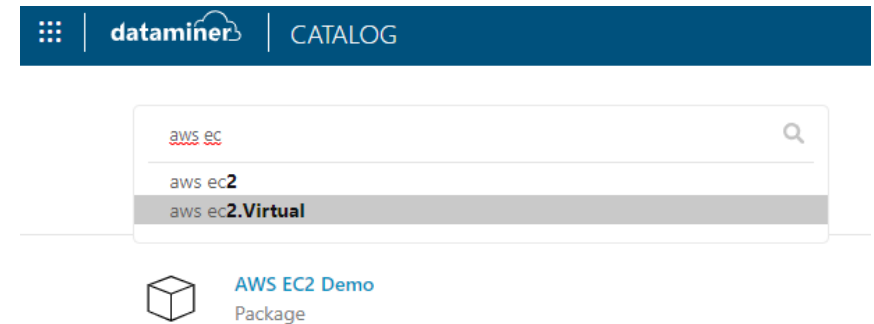 dataminer CATALOG
aws ec
aws ec2
aws ec2.Virtual
AWS EC2 Demo
Package